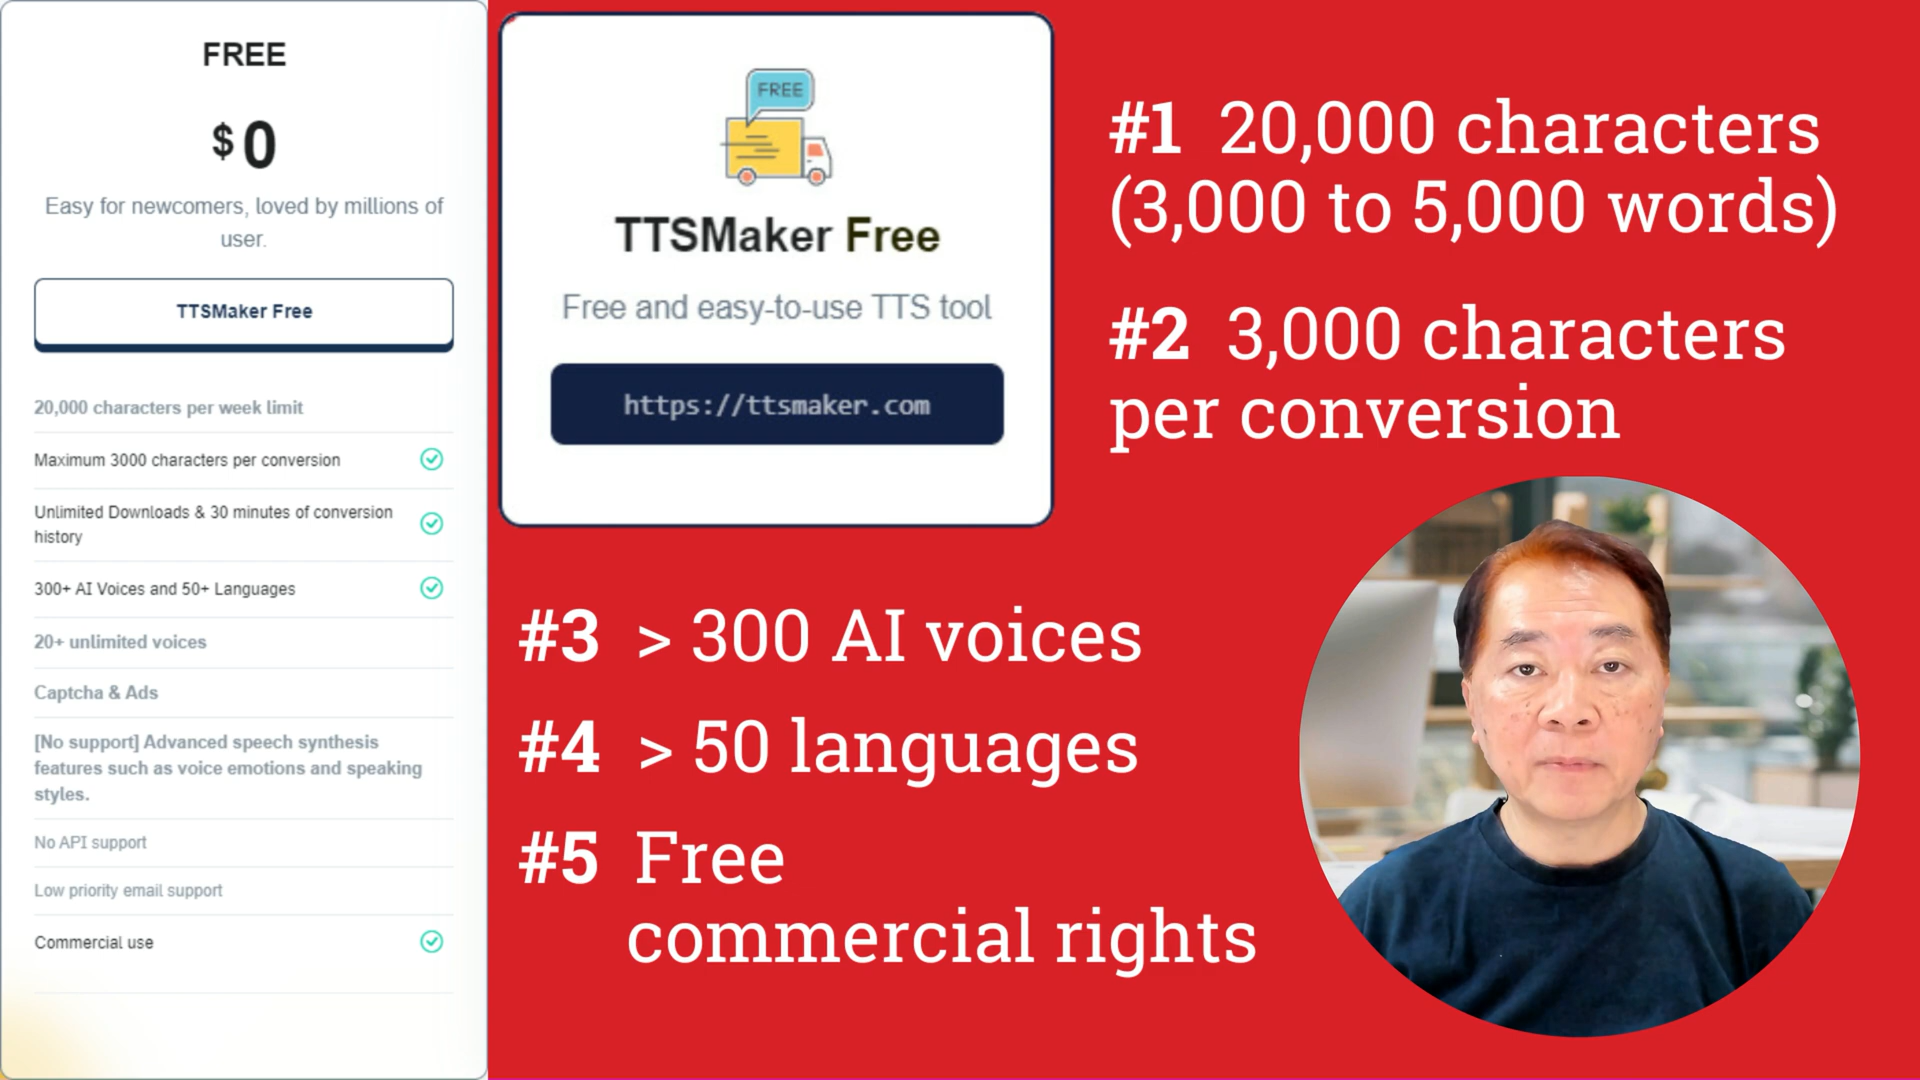 FREE
$0
Easy for newcomers, loved by millions of
user.
TTSMaker Free
20,000 characters per week limit
Maximum 3000 characters per conversion
Unlimited Downloads & 30 minutes of conversion
history
300+ AI Voices and 50+ Languages
20+ unlimited voices
Captcha & Ads
[No support] Advanced speech synthesis
features such as voice emotions and speaking
styles.
No API support
Low priority email support
Commercial use
FREE
TTSMaker Free
Free and easy-to-use TTS tool
https://ttsmaker.com
#1 20,000 characters
(3,000 to 5,000 words)
#2 3,000 characters
per conversion
#3 > 300 AI voices
#4 > 50 languages
#5 Free
commercial rights